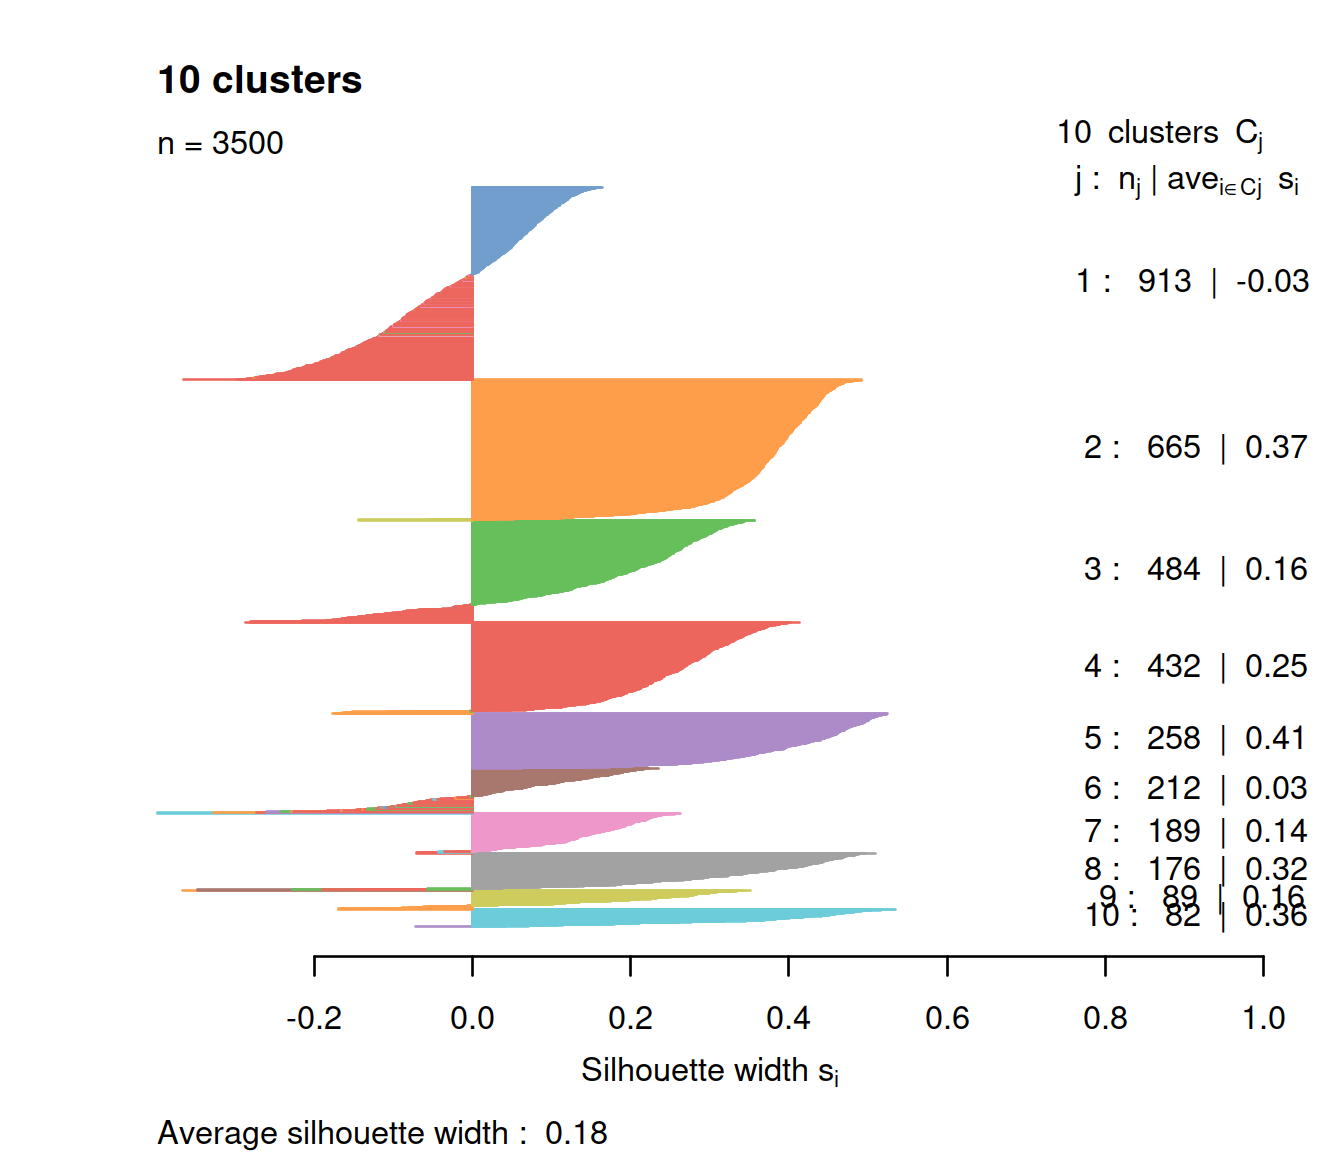 10 clusters
n = 3500
10 clusters Cj
j : nj | avei∈Cj si
1 : 913 | -0.03
2 : 665 | 0.37
3 : 484 | 0.16
4 : 432 | 0.25
5 : 258 | 0.41
6 : 212 | 0.03
7 : 189 | 0.14
8 : 176 | 0.32
9 : 89 | 0.16
10 : 82 | 0.36
-0.2 0.0 0.2 0.4 0.6 0.8 1.0
Silhouette width si
Average silhouette width : 0.18